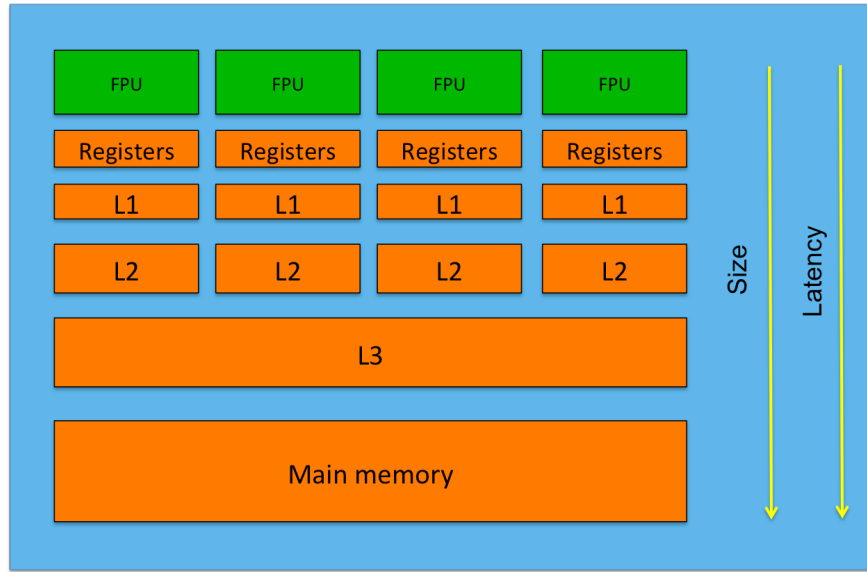 FPU FPU FPU FPU
Registers Registers Registers Registers
L1 L1 L1 L1
L2 L2 L2 L2
L3
Main memory
Size
Latency